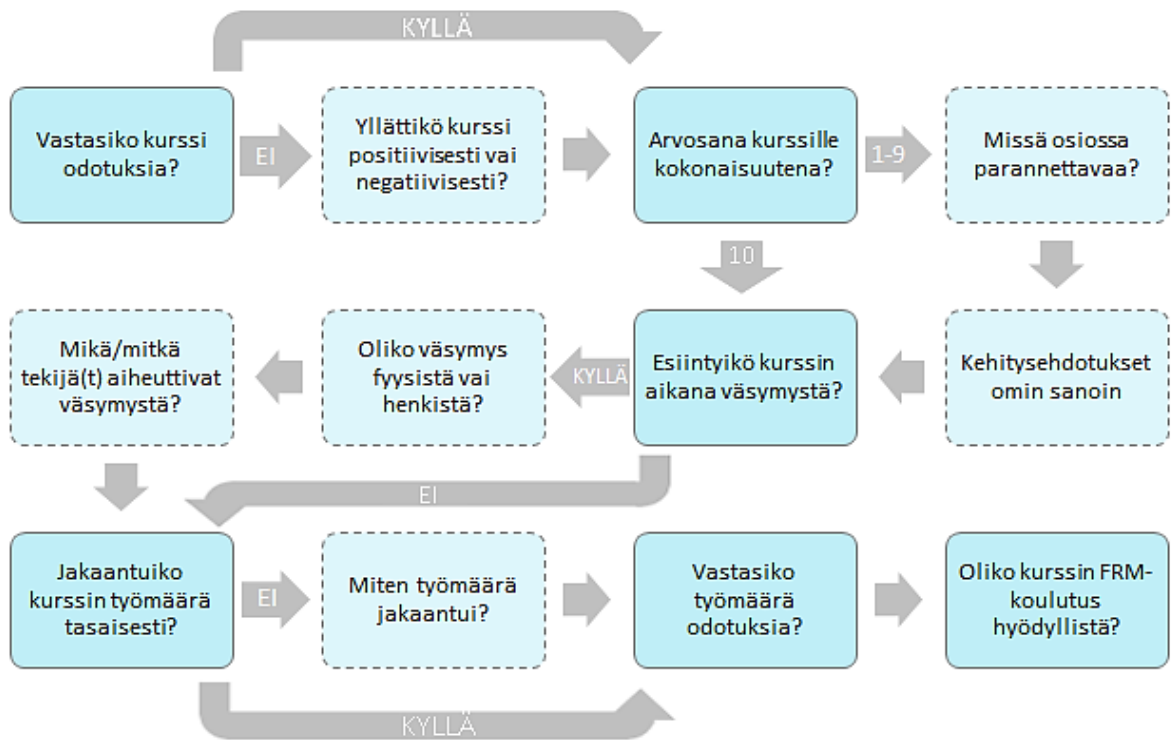 KYLLÄ
Vastasiko kurssi
odotuksia?
EI
Yllättikö kurssi
positiivisesti vai
negatiivisesti?
Arvosana kurssille
kokonaisuutena?
1-9
Missä osiossa
parannettavaa?
10
Mikä/mitkä
tekijä(t) aiheuttivat
väsymystä?
Oliko väsymys
fyysistä vai
henkistä?
KYLLÄ
Esiintyikö kurssin
aikana väsymystä?
Kehitysehdotukset
omin sanoin
EI
Jakaantuiko
kurssin työmäärä
tasaisesti?
EI
Miten työmäärä
jakaantui?
Vastasiko
työmäärä
odotuksia?
Oliko kurssin FRM-
koulutus
hyödyllistä?
KYLLÄ